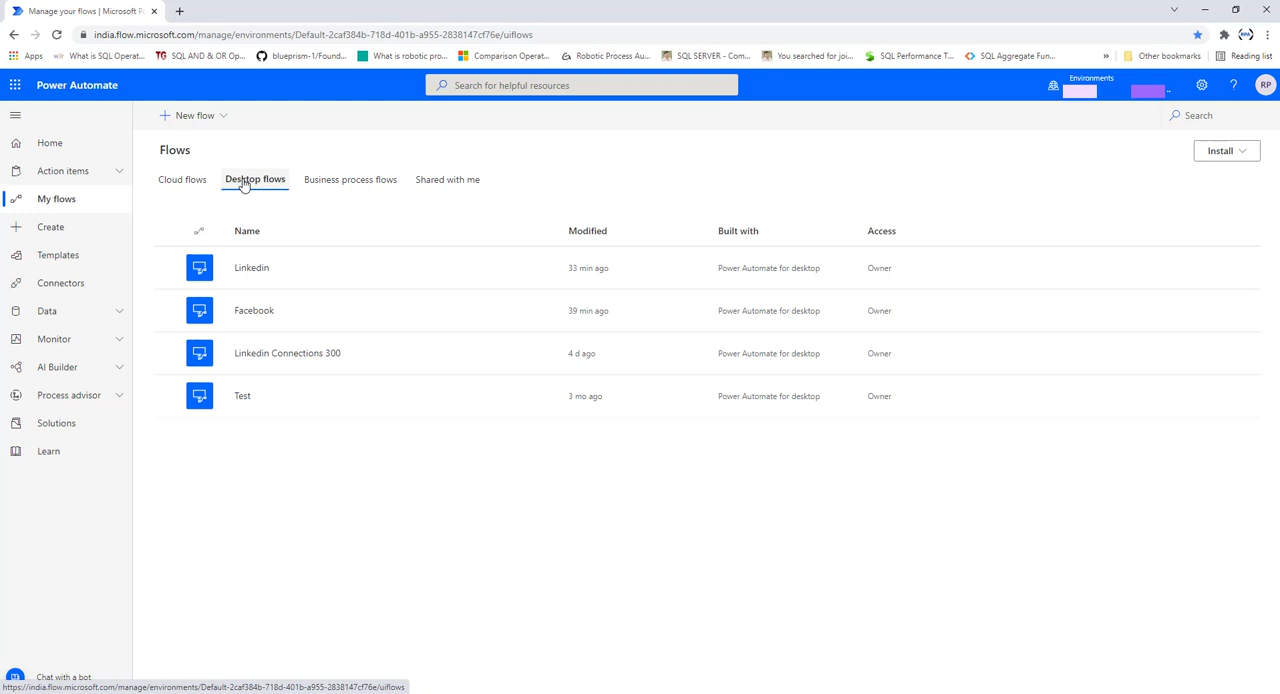 Manage your flows | Microsoft P
india.flow.microsoft.com/manage/environments/Default-2caf384b-718d-401b-a955-2838147cf76e/uiflows
Apps
What is SQL Operat...
TG SQL AND & OR Op...
blueprism-1/Found...
What is robotic pro...
Comparison Operat...
Robotic Process Au...
SQL SERVER - Com...
You searched for joi...
SQL Performance T...
SQL Aggregate Fun...
»
Other bookmarks
Reading list
Power Automate
Search for helpful resources
Environments
RP
New flow
Search
Flows
Install
Cloud flows
Desktop flows
Business process flows
Shared with me
Home
Action items
My flows
Create
Templates
Connectors
Data
Monitor
AI Builder
Process advisor
Solutions
Learn
Name Modified Built with Access
Linkedin 33 min ago Power Automate for desktop Owner
Facebook 39 min ago Power Automate for desktop Owner
Linkedin Connections 300 4 d ago Power Automate for desktop Owner
Test 3 mo ago Power Automate for desktop Owner
Chat with a bot
https://india.flow.microsoft.com/manage/environments/Default-2caf384b-718d-401b-a955-2838147cf76e/uiflows